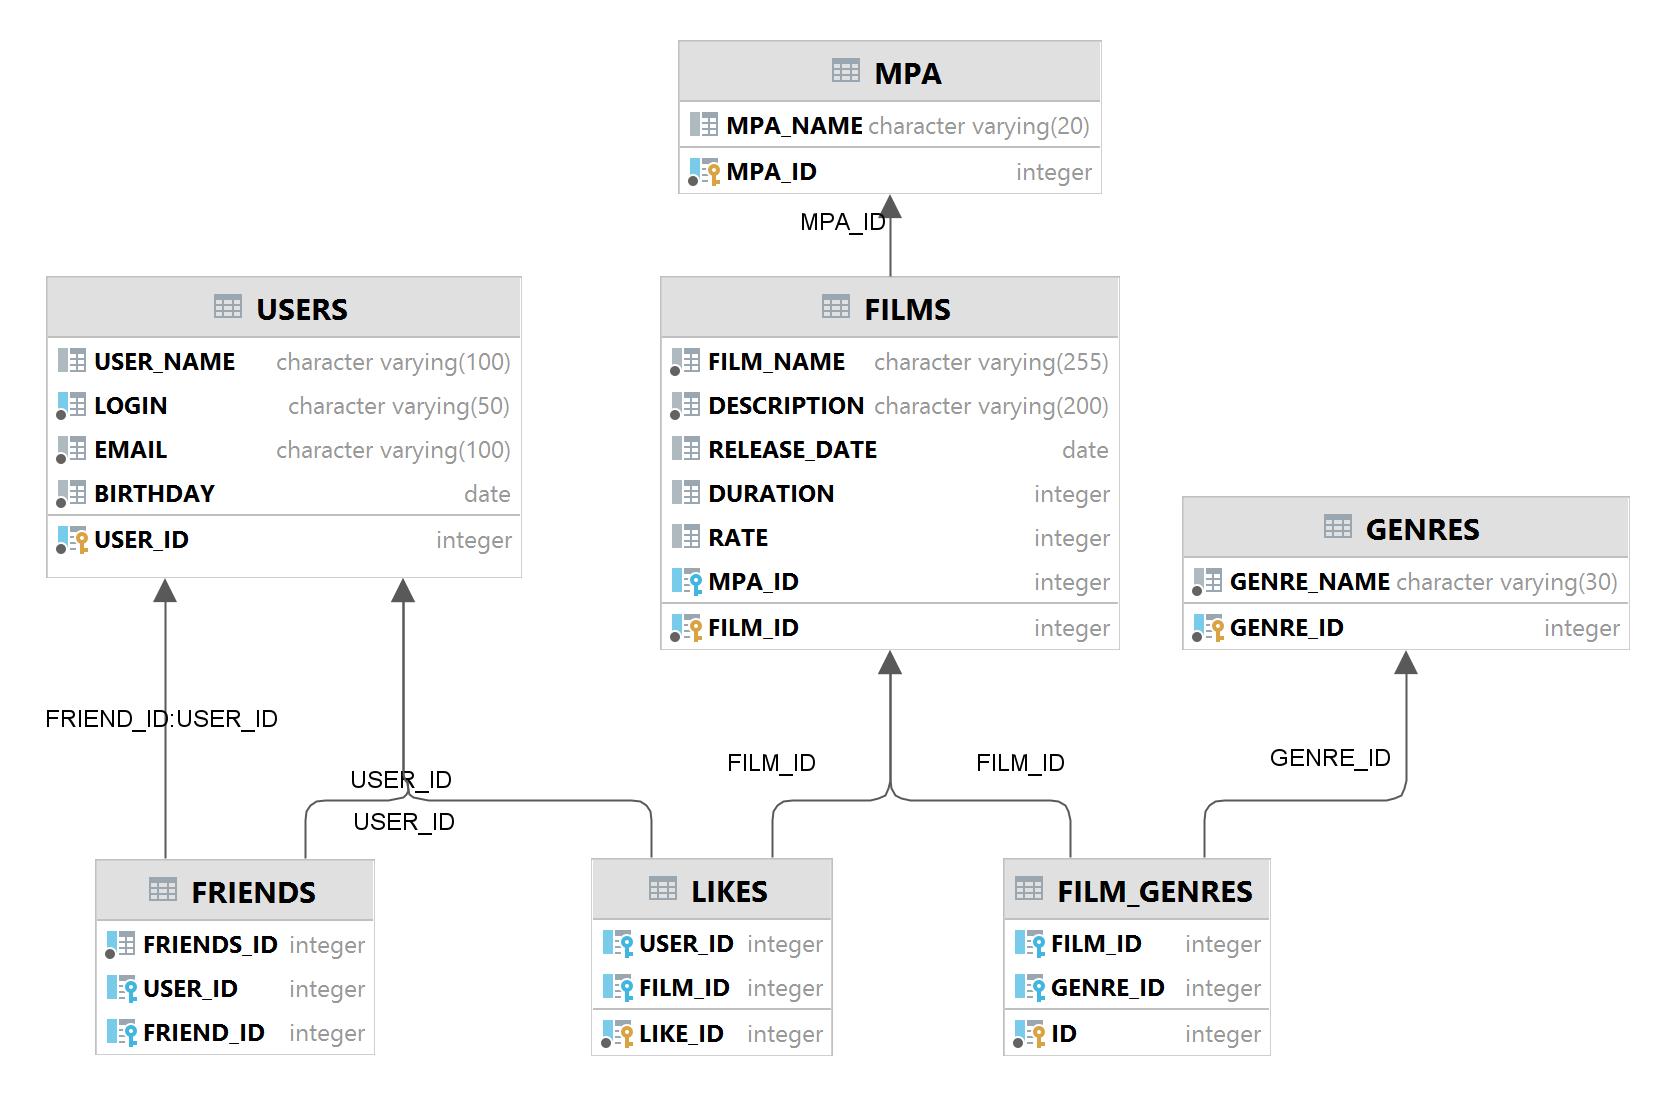 MPA
MPA_NAME character varying(20)
MPA_ID integer
MPA_ID
USERS
USER_NAME character varying(100)
LOGIN character varying(50)
EMAIL character varying(100)
BIRTHDAY date
USER_ID integer
FILMS
FILM_NAME character varying(255)
DESCRIPTION character varying(200)
RELEASE_DATE date
DURATION integer
RATE integer
MPA_ID integer
FILM_ID integer
GENRES
GENRE_NAME character varying(30)
GENRE_ID integer
FRIEND_ID:USER_ID
USER_ID
USER_ID
FILM_ID
FILM_ID
GENRE_ID
FRIENDS
FRIENDS_ID integer
USER_ID integer
FRIEND_ID integer
LIKES
USER_ID integer
FILM_ID integer
LIKE_ID integer
FILM_GENRES
FILM_ID integer
GENRE_ID integer
ID integer